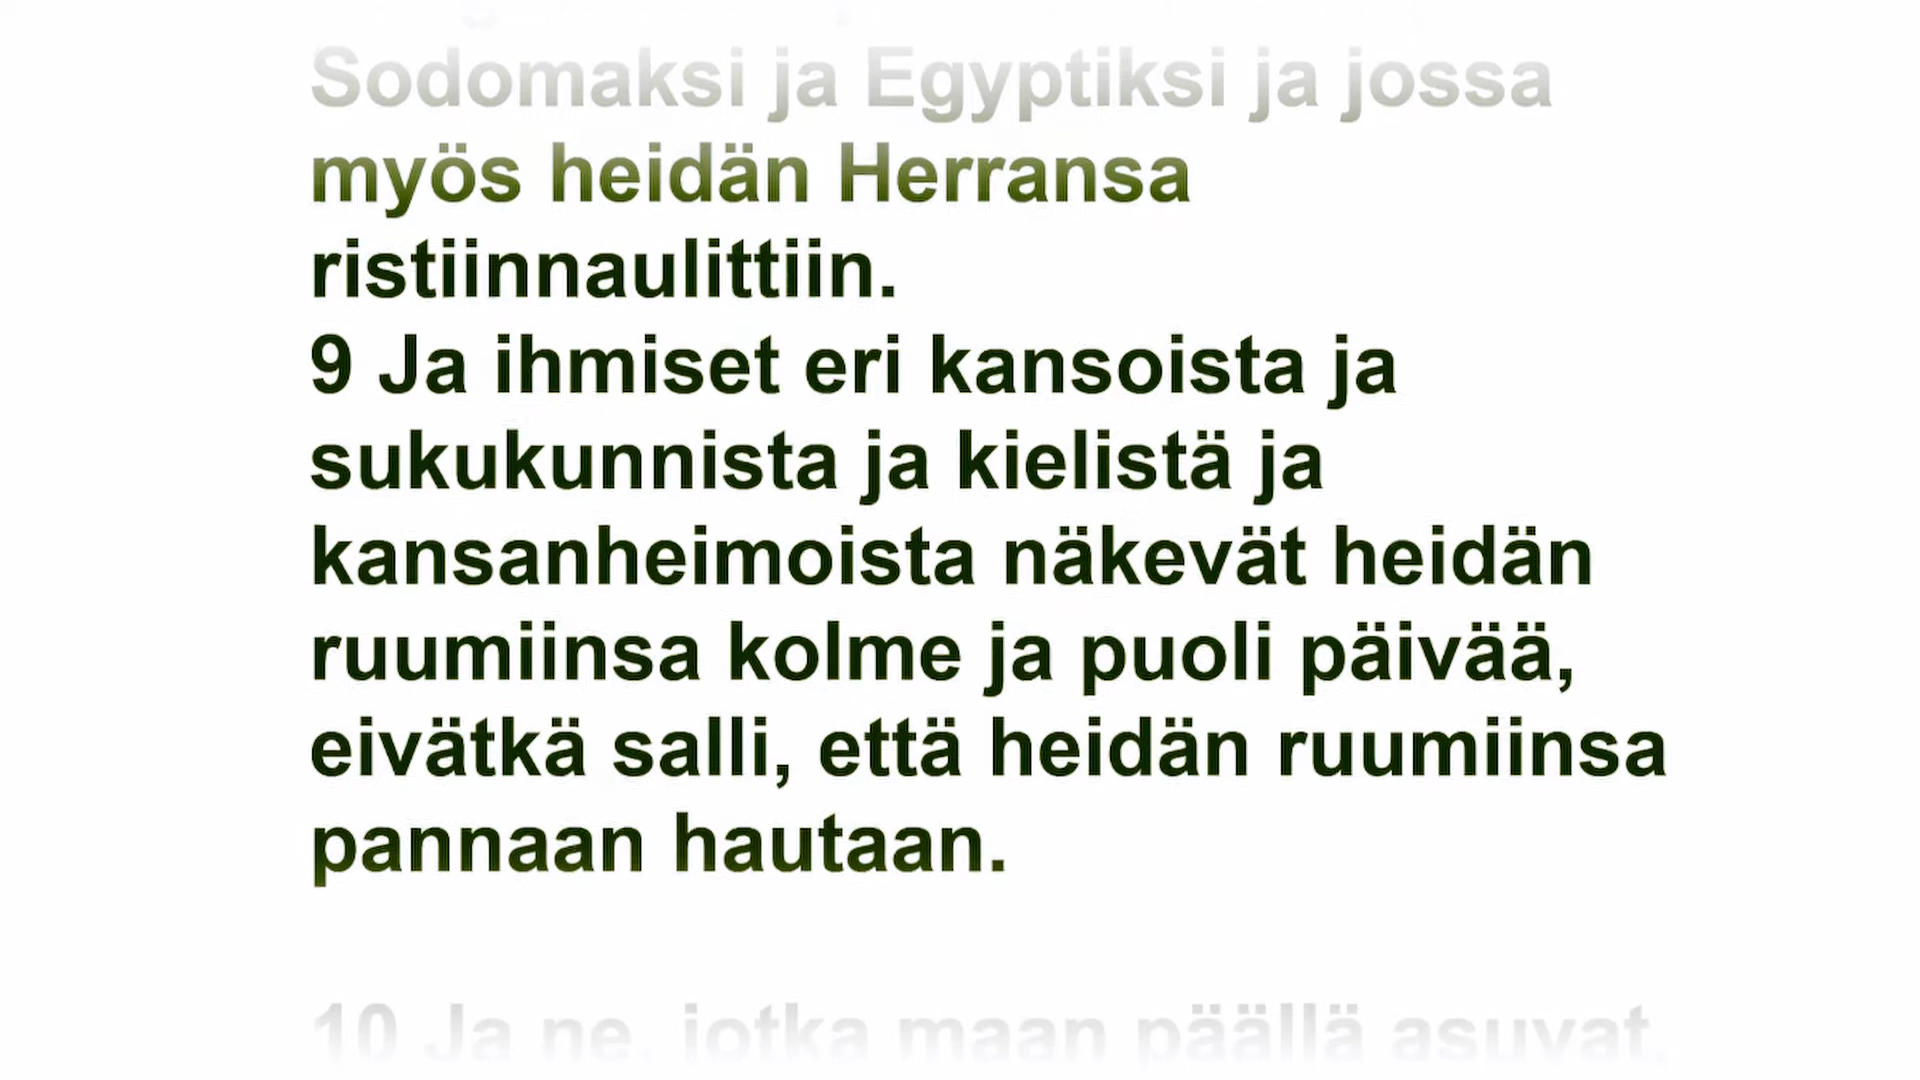 Sodomaksi ja Egyptiksi ja jossa
myös heidän Herransa
ristiinnaulittiin.
9 Ja ihmiset eri kansoista ja
sukukunnista ja kielistä ja
kansanheimoista näkevät heidän
ruumiinsa kolme ja puoli päivää,
eivätkä salli, että heidän ruumiinsa
pannaan hautaan.
10 Ja ne, jotka maan päällä asuvat,